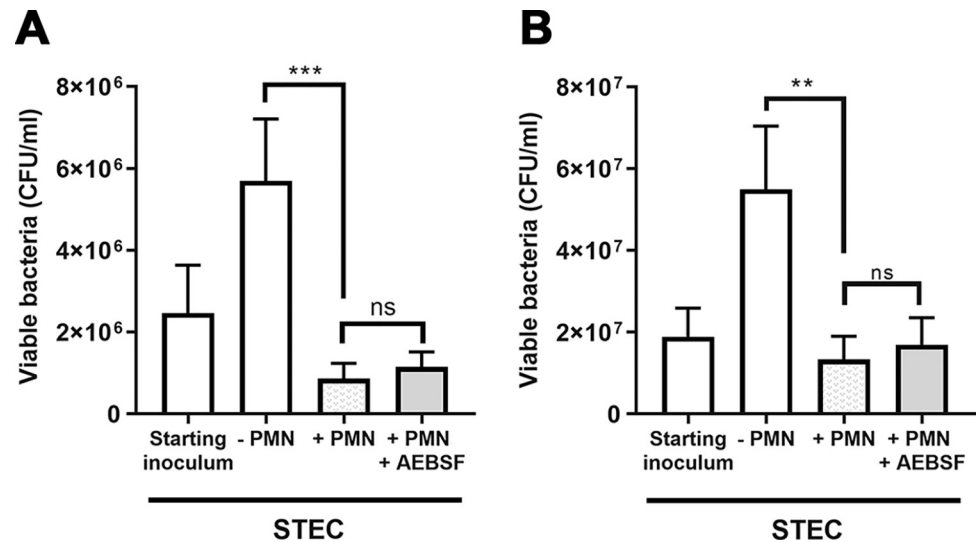 A
Viable bacteria (CFU/ml)
8×10⁶
6×10⁶
4×10⁶
2×10⁶
0
***
ns
Starting
inoculum
- PMN
+ PMN
+ PMN
+ AEBSF
STEC
B
Viable bacteria (CFU/ml)
8×10⁷
6×10⁷
4×10⁷
2×10⁷
0
**
ns
Starting
inoculum
- PMN
+ PMN
+ PMN
+ AEBSF
STEC